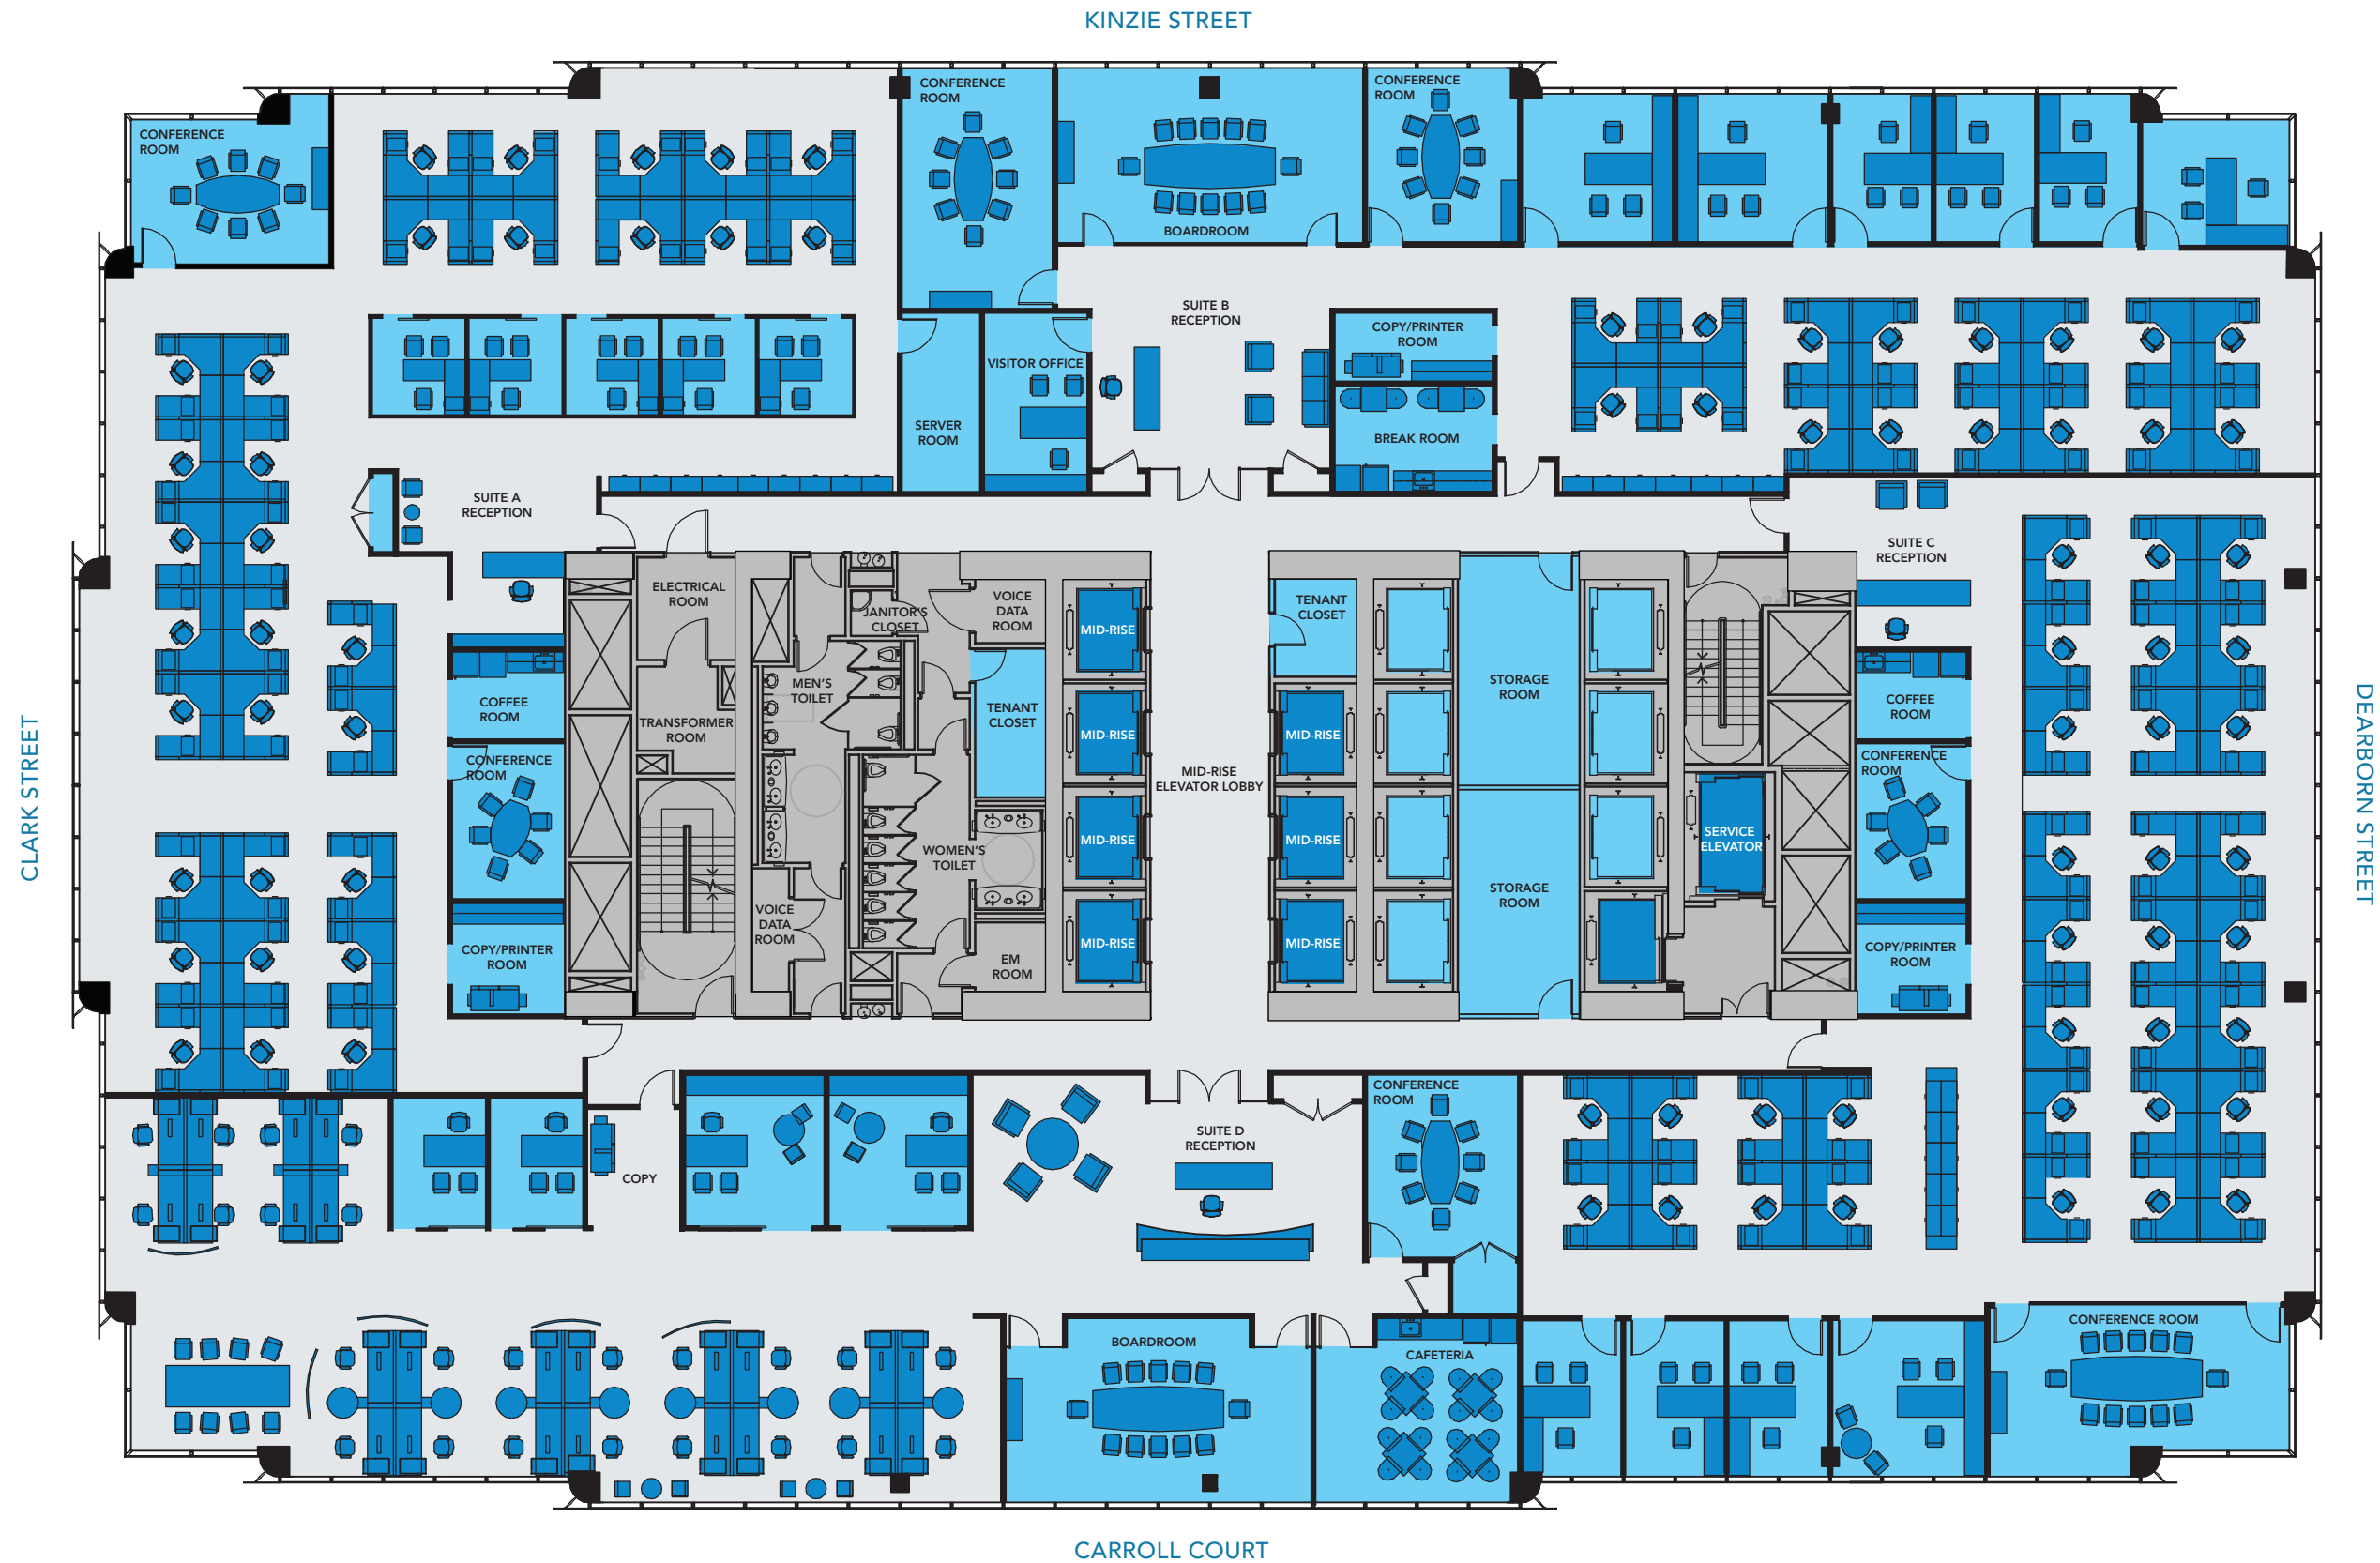 KINZIE STREET
CONFERENCE
ROOM
CONFERENCE
ROOM
CONFERENCE
ROOM
BOARDROOM
SUITE B
RECEPTION
COPY/PRINTER
ROOM
VISITOR OFFICE
SERVER
ROOM
BREAK ROOM
SUITE A
RECEPTION
SUITE C
RECEPTION
ELECTRICAL
ROOM
JANITOR'S
CLOSET
VOICE
DATA
ROOM
MID-RISE
TENANT
CLOSET
MEN'S
TOILET
STORAGE
ROOM
COFFEE
ROOM
TRANSFORMER
ROOM
TENANT
CLOSET
MID-RISE
MID-RISE
COFFEE
ROOM
CLARK STREET
DEARBORN STREET
CONFERENCE
ROOM
MID-RISE
ELEVATOR LOBBY
CONFERENCE
ROOM
MID-RISE
MID-RISE
SERVICE
ELEVATOR
WOMEN'S
TOILET
STORAGE
ROOM
VOICE
DATA
ROOM
COPY/PRINTER
ROOM
EM
ROOM
MID-RISE
MID-RISE
COPY/PRINTER
ROOM
CONFERENCE
ROOM
SUITE D
RECEPTION
COPY
BOARDROOM
CAFETERIA
CONFERENCE ROOM
CARROLL COURT